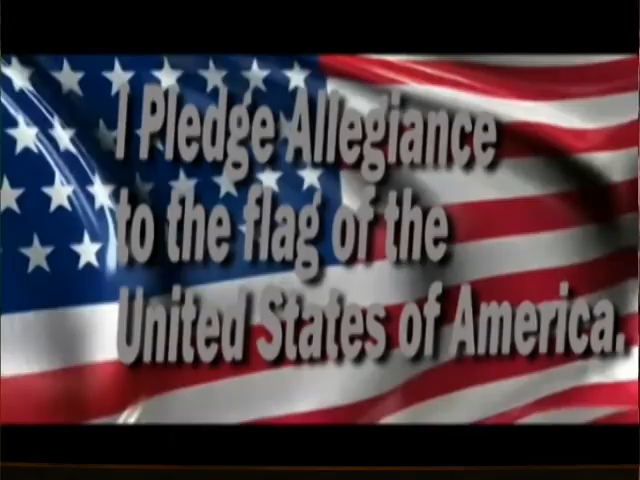 I Pledge Allegiance
to the flag of the
United States of America.